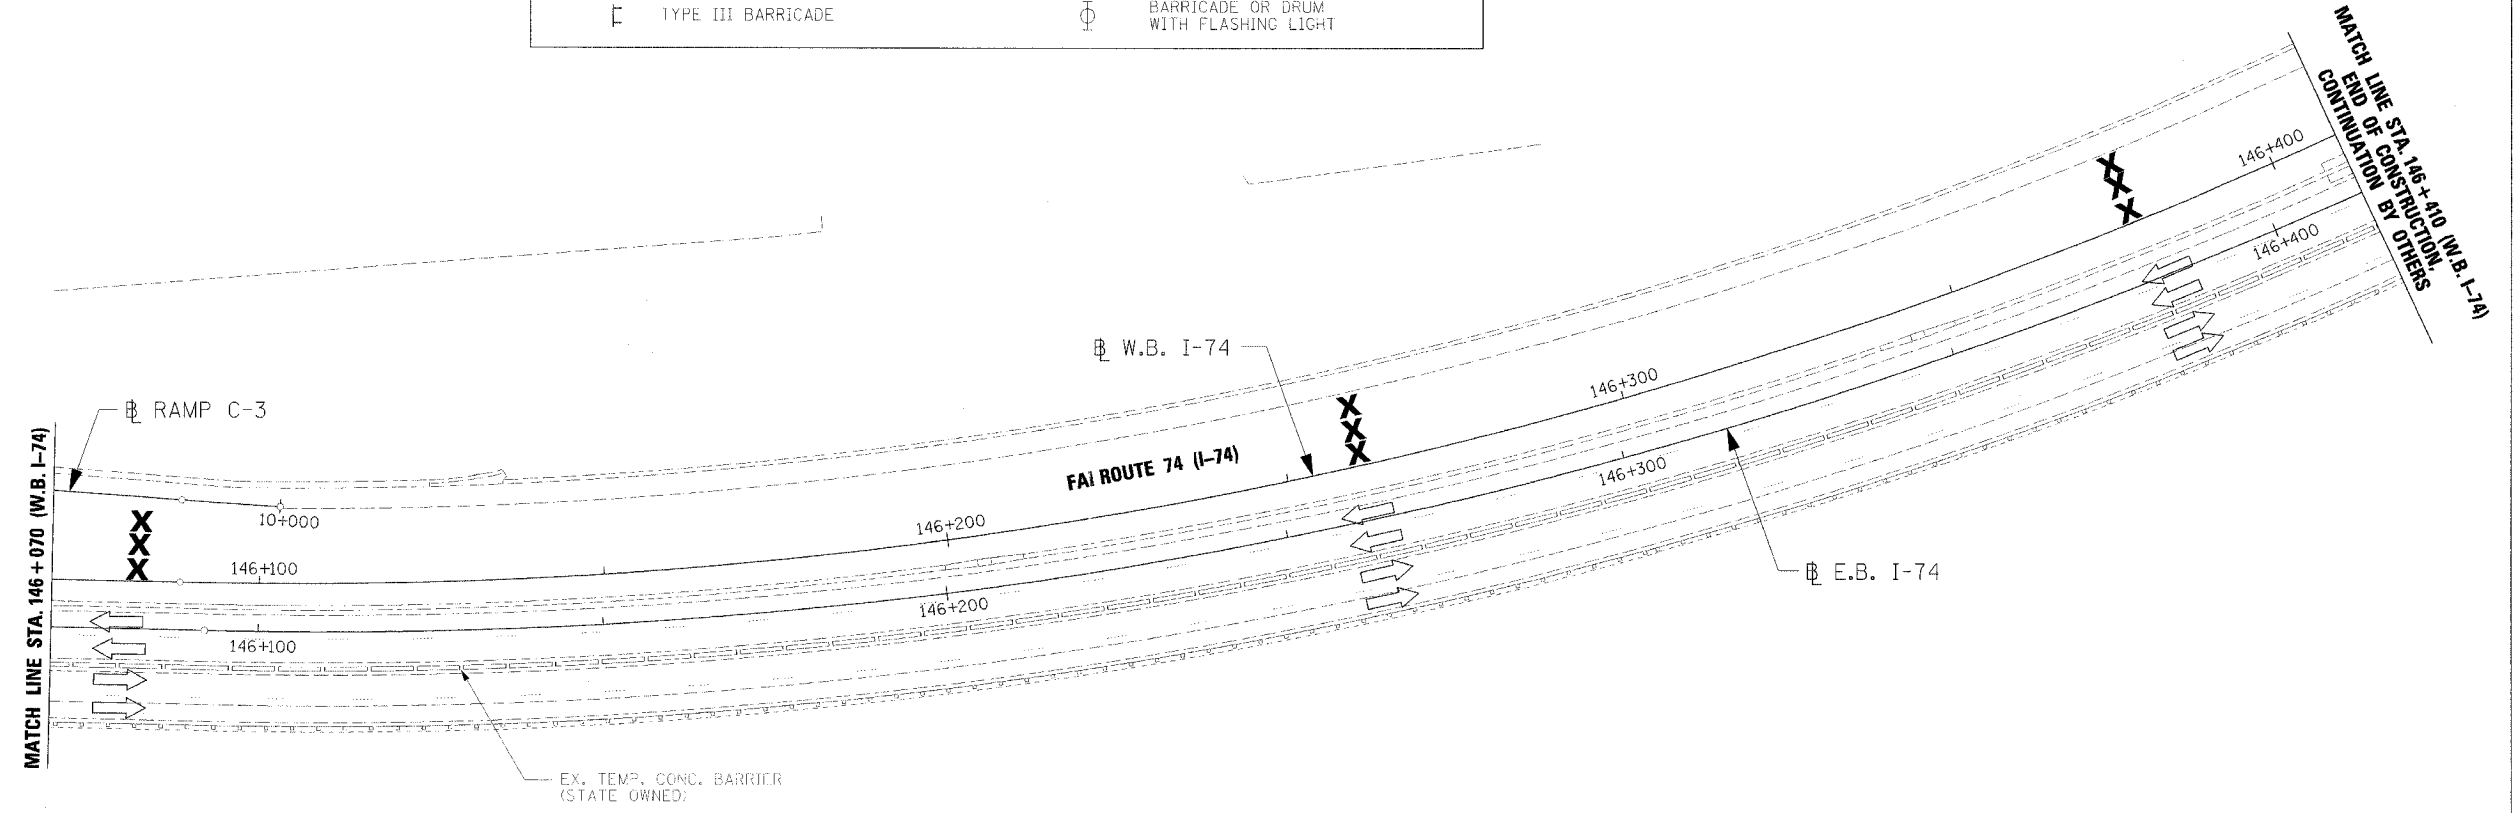 TYPE III BARRICADE
BARRICADE OR DRUM
WITH FLASHING LIGHT
MATCH LINE STA. 146+410 (W.B. I-74)
END OF CONSTRUCTION,
CONTINUATION BY OTHERS
146+400
146+400
X
X
X
℄ W.B. I-74
146+300
X
X
X
146+300
FAI ROUTE 74 (I-74)
℄ RAMP C-3
MATCH LINE STA. 146+070 (W.B. I-74)
10+000
X
X
X
146+100
146+200
146+200
146+100
℄ E.B. I-74
EX. TEMP. CONC. BARRIER
(STATE OWNED)